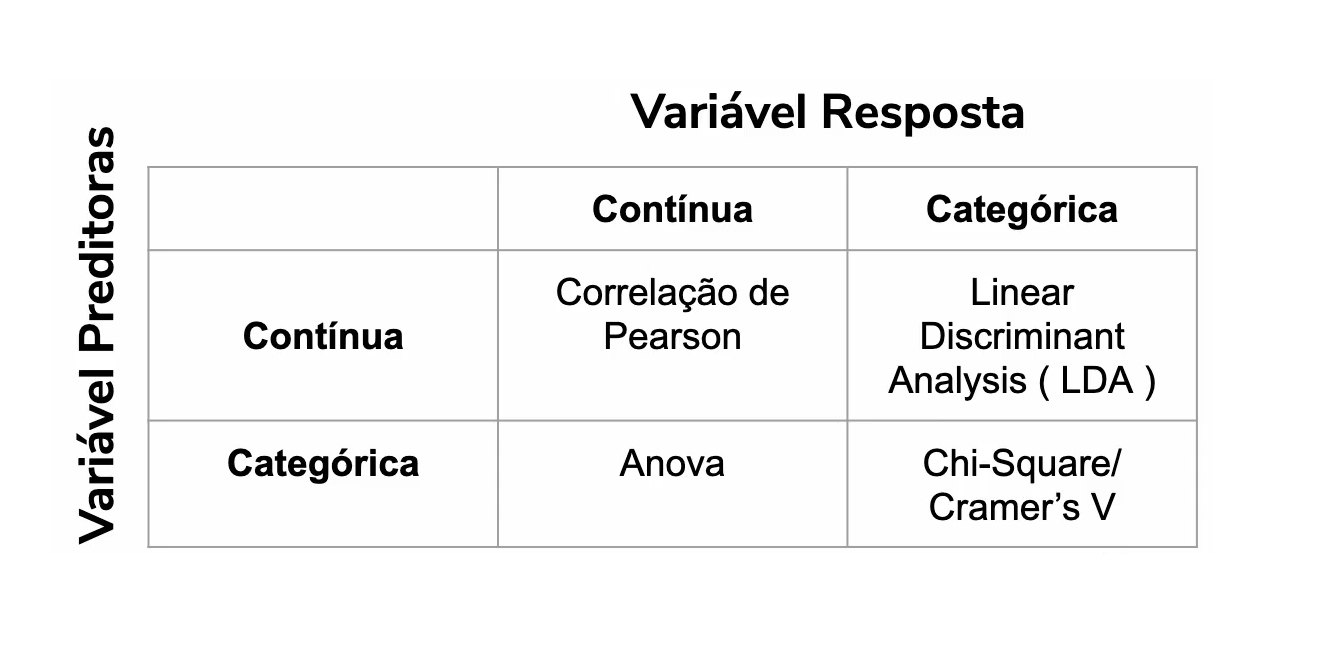 Variável Resposta
Variável Preditoras
Contínua
Categórica
Contínua
Correlação de
Pearson
Linear
Discriminant
Analysis ( LDA )
Categórica
Anova
Chi-Square/
Cramer’s V